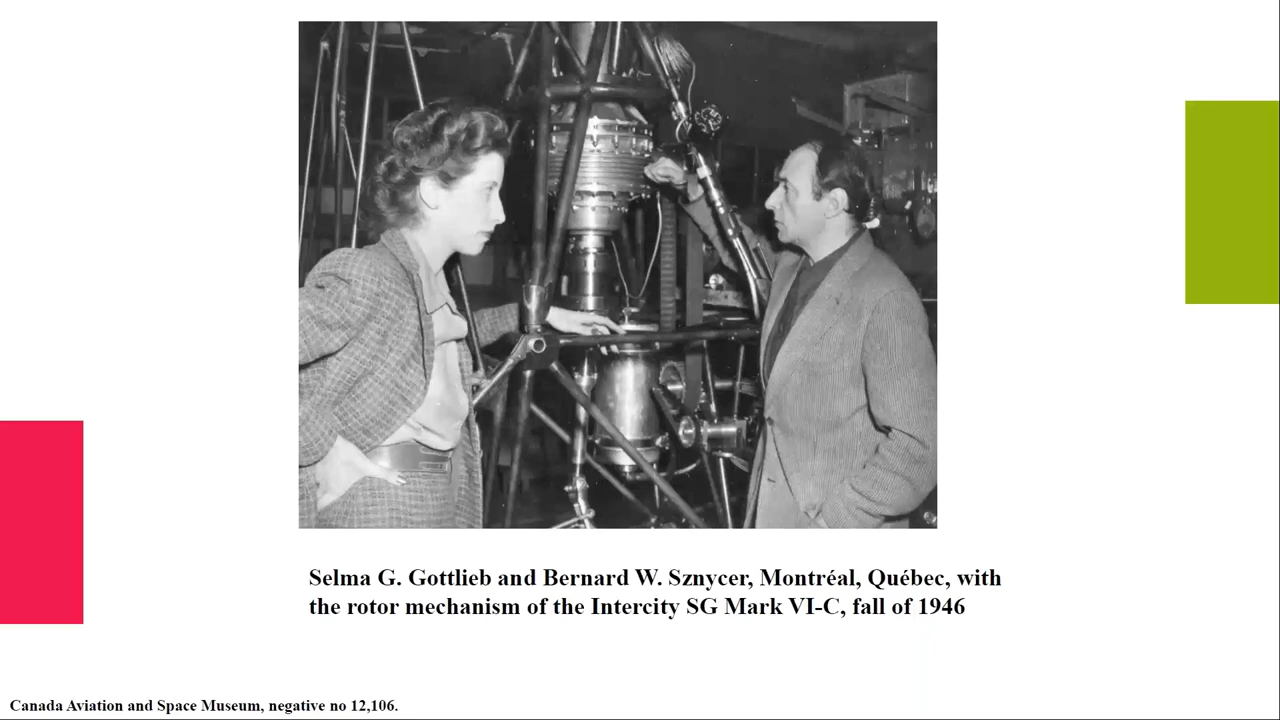 Selma G. Gottlieb and Bernard W. Sznycer, Montréal, Québec, with
the rotor mechanism of the Intercity SG Mark VI-C, fall of 1946
Canada Aviation and Space Museum, negative no 12,106.